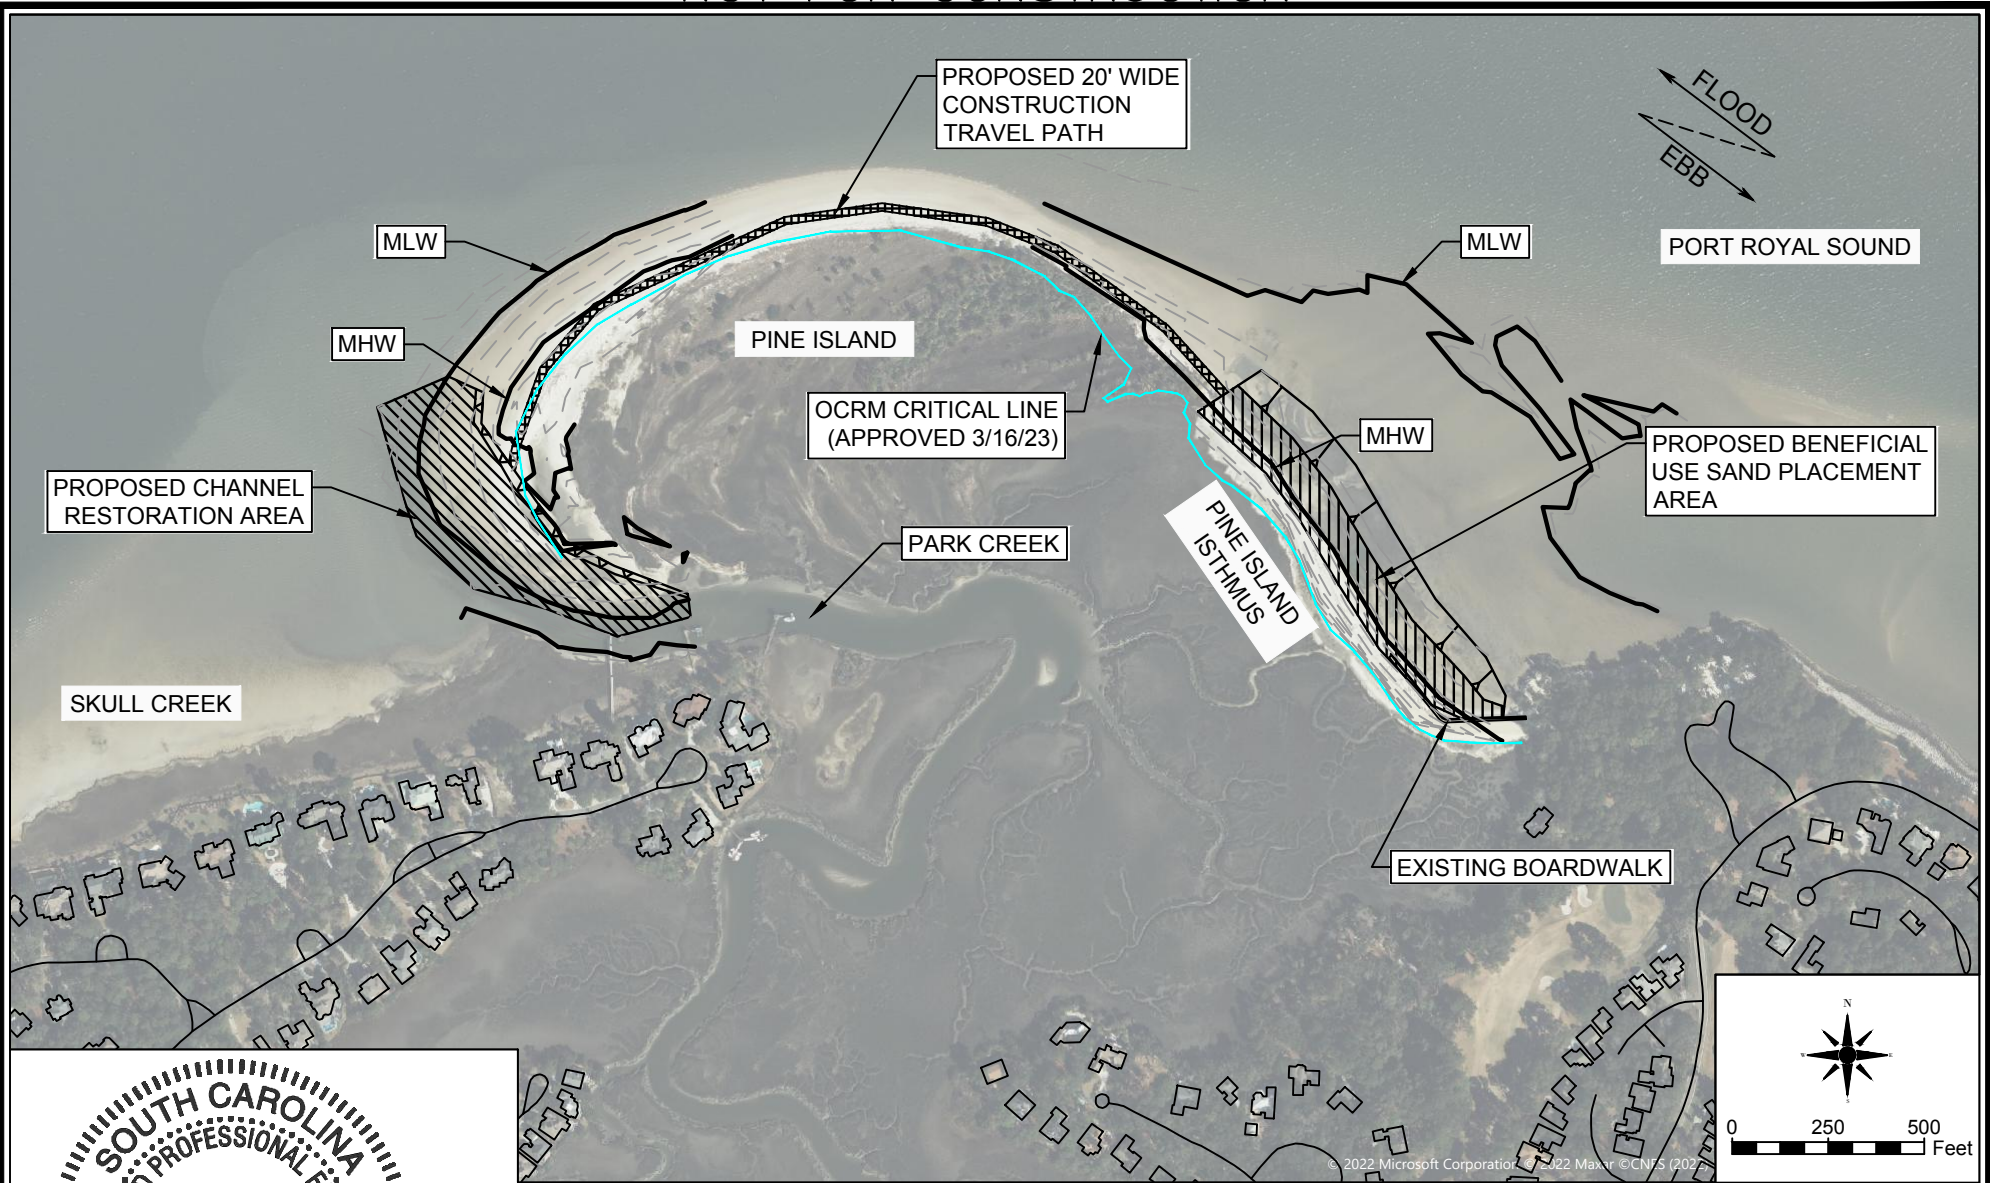 NOT FOR CONSTRUCTION
PROPOSED 20' WIDE
CONSTRUCTION
TRAVEL PATH
FLOOD
EBB
MLW
MLW
PORT ROYAL SOUND
MHW
PINE ISLAND
OCRM CRITICAL LINE
(APPROVED 3/16/23)
MHW
PROPOSED BENEFICIAL
USE SAND PLACEMENT
AREA
PROPOSED CHANNEL
RESTORATION AREA
PARK CREEK
PINE ISLAND
ISTHMUS
SKULL CREEK
EXISTING BOARDWALK
N
W
E
S
0 250 500
Feet
SOUTH CAROLINA
PROFESSIONAL
© 2022 Microsoft Corporation © 2022 Maxar ©CNES (2022)